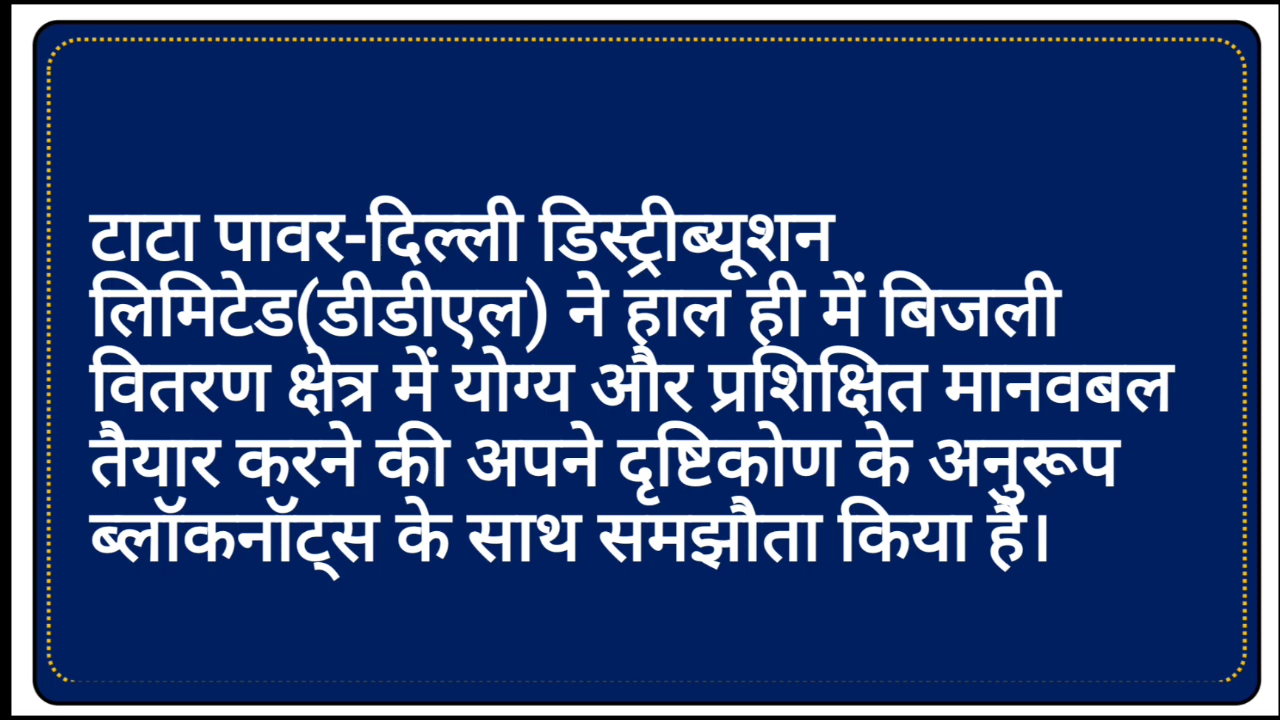 टाटा पावर-दिल्ली डिस्ट्रीब्यूशन
लिमिटेड(डीडीएल) ने हाल ही में बिजली
वितरण क्षेत्र में योग्य और प्रशिक्षित मानवबल
तैयार करने की अपने दृष्टिकोण के अनुरूप
ब्लॉकनॉट्स के साथ समझौता किया है।